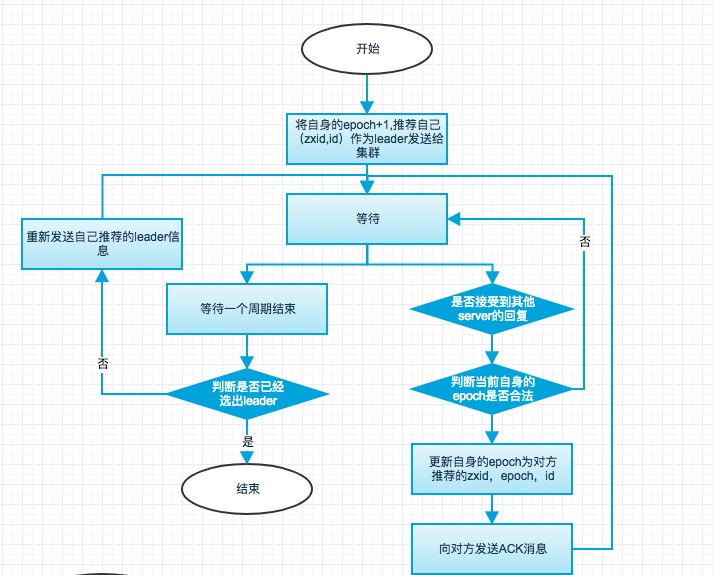 开始
将自身的epoch+1,推荐自己
（zxid,id）作为leader发送给
集群
等待
重新发送自己推荐的leader信
息
否
等待一个周期结束
是否接受到其他
server的回复
否
判断是否已经
选出leader
判断当前自身的
epoch是否合法
是
更新自身的epoch为对方
推荐的zxid，epoch，id
结束
向对方发送ACK消息